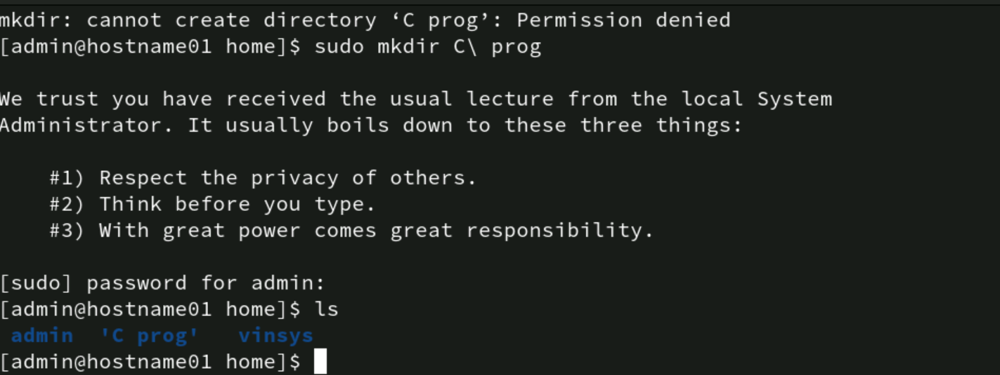 mkdir: cannot create directory ‘C prog’: Permission denied
[admin@hostname01 home]$ sudo mkdir C\ prog
We trust you have received the usual lecture from the local System
Administrator. It usually boils down to these three things:
#1) Respect the privacy of others.
#2) Think before you type.
#3) With great power comes great responsibility.
[sudo] password for admin:
[admin@hostname01 home]$ ls
admin  'C prog'   vinsys
[admin@hostname01 home]$